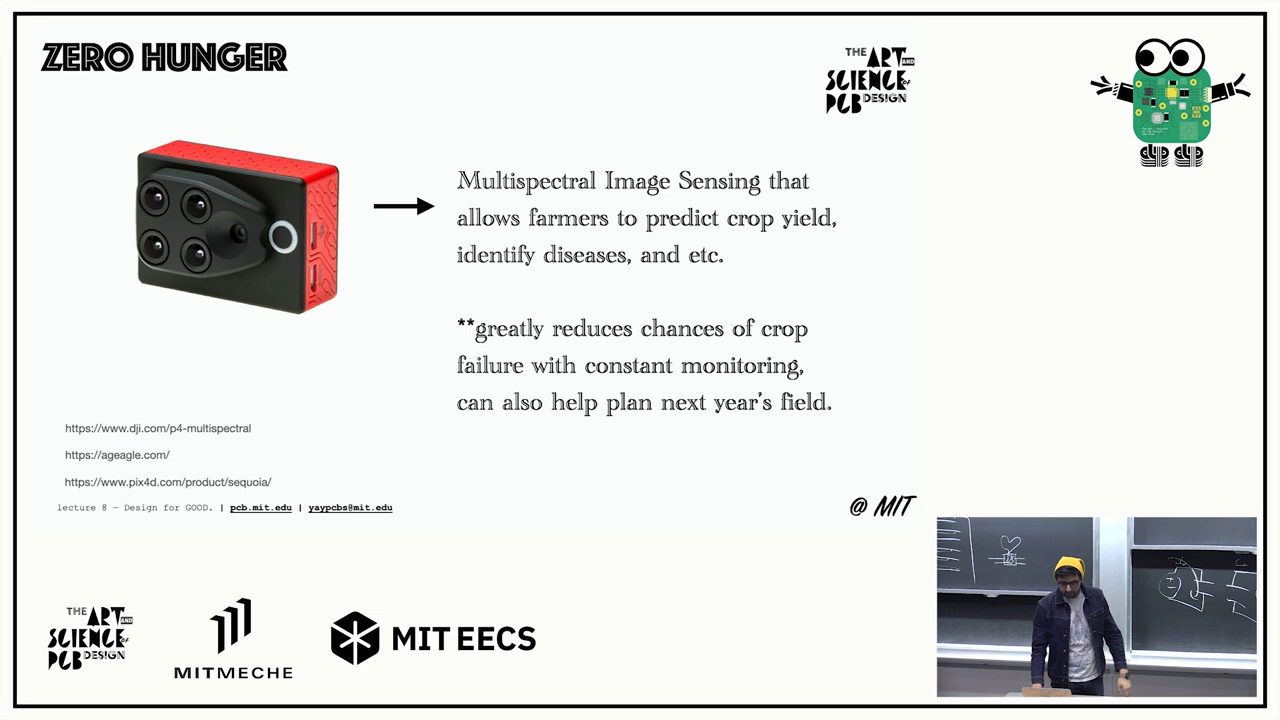 ZERO HUNGER
THE ART AND
SCIENCE of
PCB DESIGN
Multispectral Image Sensing that
allows farmers to predict crop yield,
identify diseases, and etc.
**greatly reduces chances of crop
failure with constant monitoring,
can also help plan next year's field.
https://www.dji.com/p4-multispectral
https://ageagle.com/
https://www.pix4d.com/product/sequoia/
lecture 8 — Design for GOOD. | pcb.mit.edu | yaypcbs@mit.edu
@ MIT
THE ART AND
SCIENCE of
PCB DESIGN
MITMECHE
MIT EECS